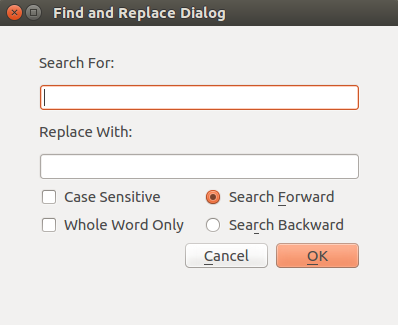 Find and Replace Dialog
Search For:
Replace With:
Case Sensitive
Search Forward
Whole Word Only
Search Backward
Cancel
OK